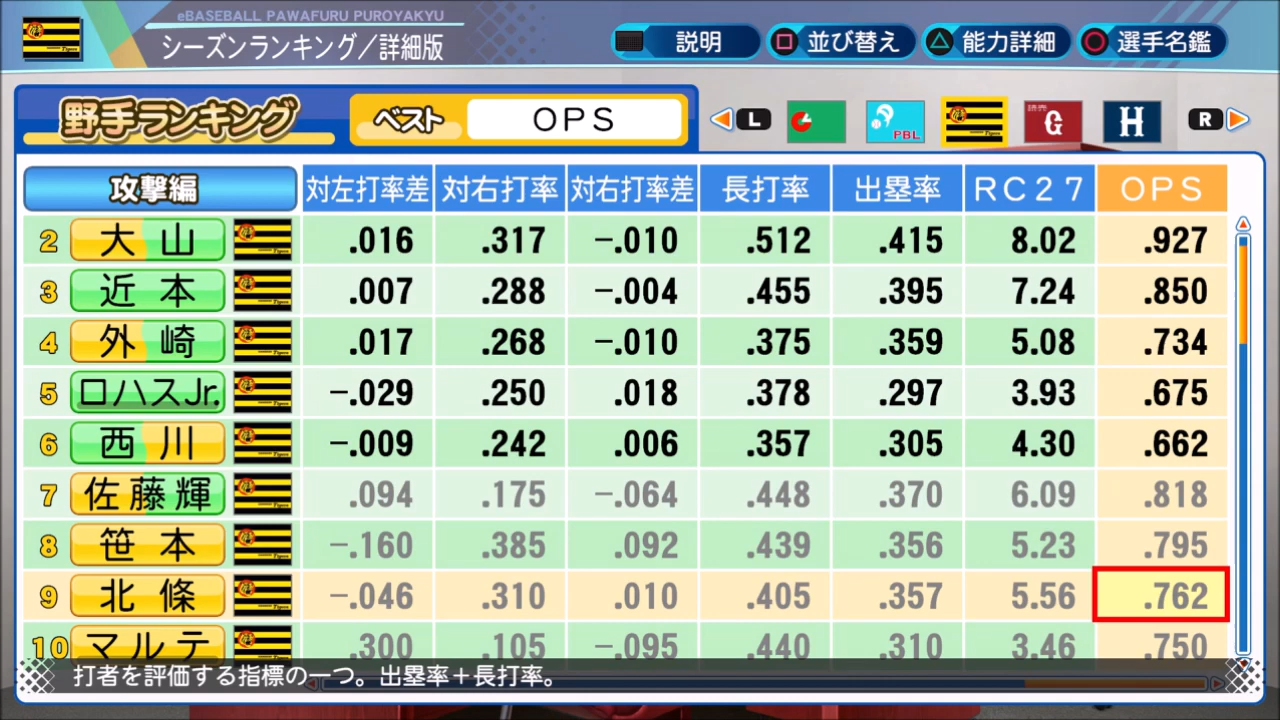 eBASEBALL PAWAFURU PUROYAKYU
シーズンランキング／詳細版
説明 並び替え 能力詳細 選手名鑑
野手ランキング ベスト OPS L PBL G H R
攻撃編 対左打率差 対右打率 対右打率差 長打率 出塁率 RC27 OPS
2 大山 .016 .317 −.010 .512 .415 8.02 .927
3 近本 .007 .288 −.004 .455 .395 7.24 .850
4 外崎 .017 .268 −.010 .375 .359 5.08 .734
5 ロハスJr. −.029 .250 .018 .378 .297 3.93 .675
6 西川 −.009 .242 .006 .357 .305 4.30 .662
7 佐藤輝 .094 .175 −.064 .448 .370 6.09 .818
8 笹本 −.160 .385 .092 .439 .356 5.23 .795
9 北條 −.046 .310 .010 .405 .357 5.56 .762
10 マルテ .300 .105 −.095 .440 .310 3.46 .750
打者を評価する指標の一つ。出塁率＋長打率。